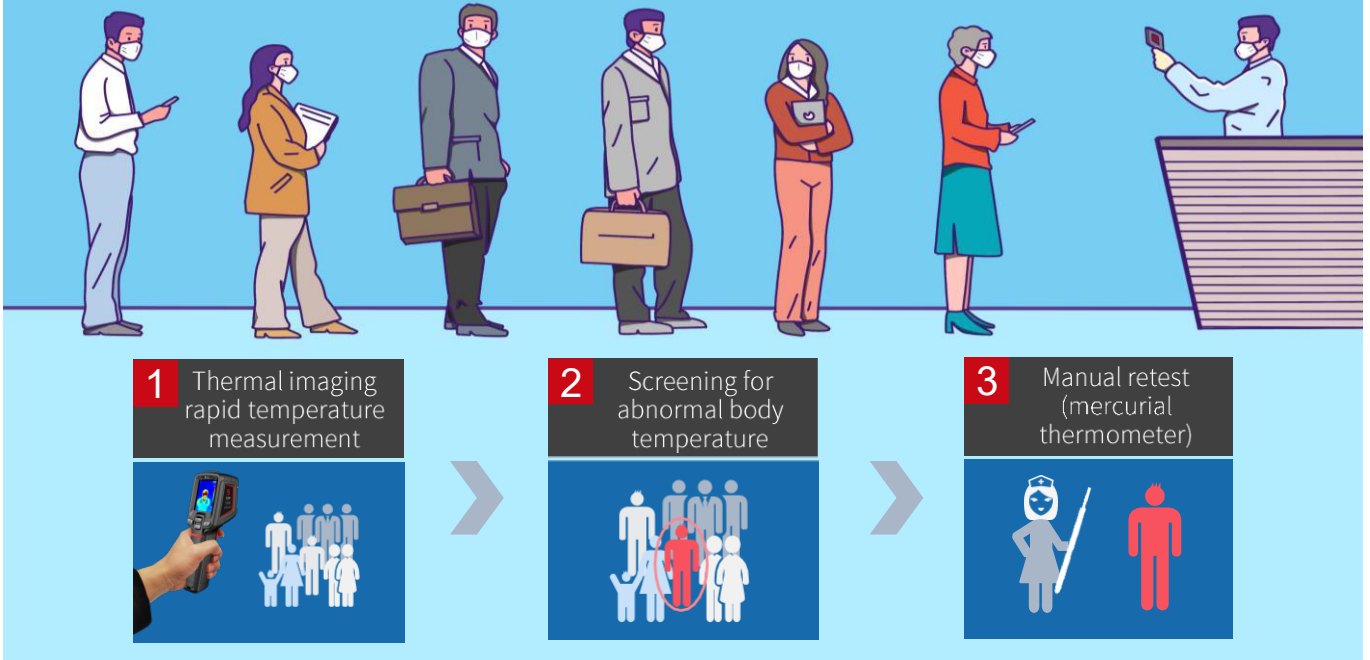 1
Thermal imaging
rapid temperature
measurement
2
Screening for
abnormal body
temperature
3
Manual retest
(mercurial
thermometer)